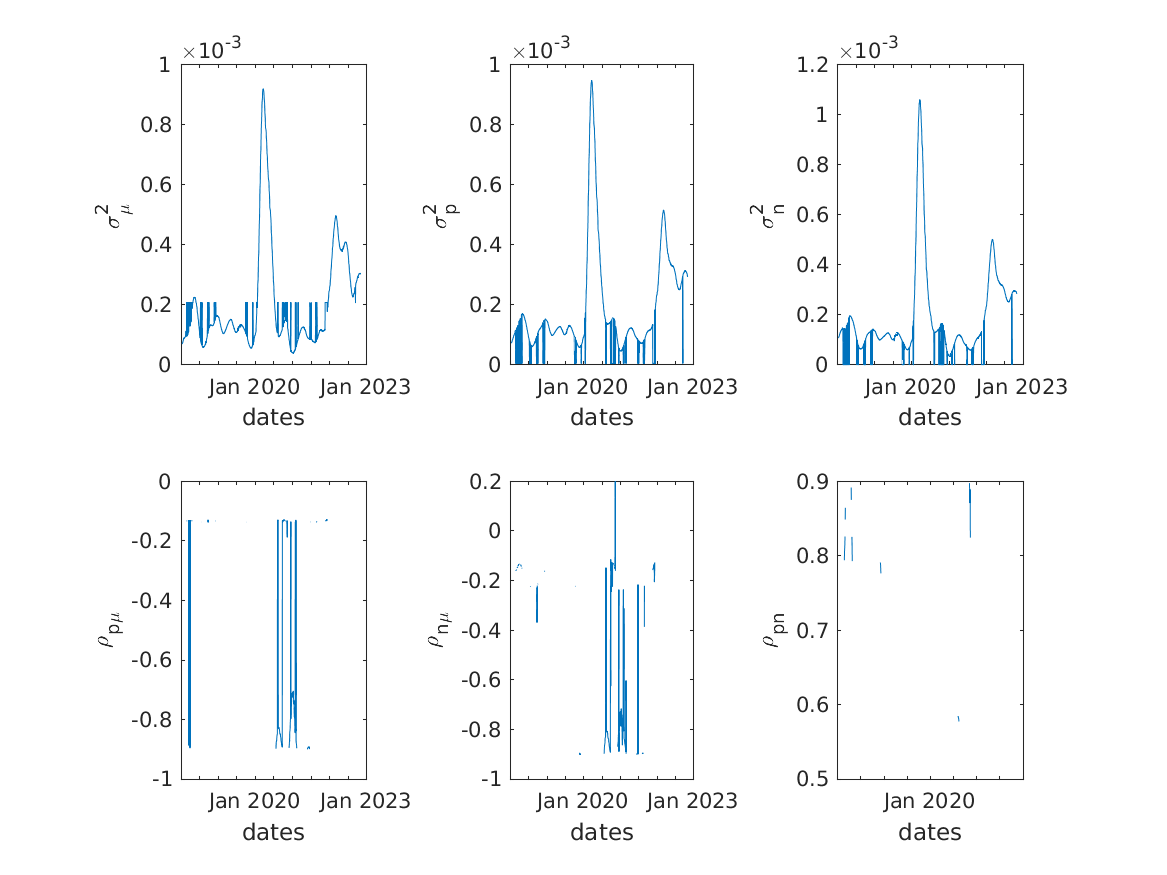 ×10-3 ×10-3 ×10-3
1 1 1.2
0.8 0.8 1
0.6 0.6 0.8
0.4 0.4 0.6
0.2 0.2 0.4
0 0 0.2
0
σ2μ σ2p σ2n
Jan 2020 Jan 2023 Jan 2020 Jan 2023 Jan 2020 Jan 2023
dates dates dates
0 0.2 0.9
-0.2 0 0.8
-0.4 -0.2 0.7
-0.6 -0.4 0.6
-0.8 -0.6 0.5
-1 -0.8
-1
ρpμ ρnμ ρpn
Jan 2020 Jan 2023 Jan 2020 Jan 2023 Jan 2020
dates dates dates